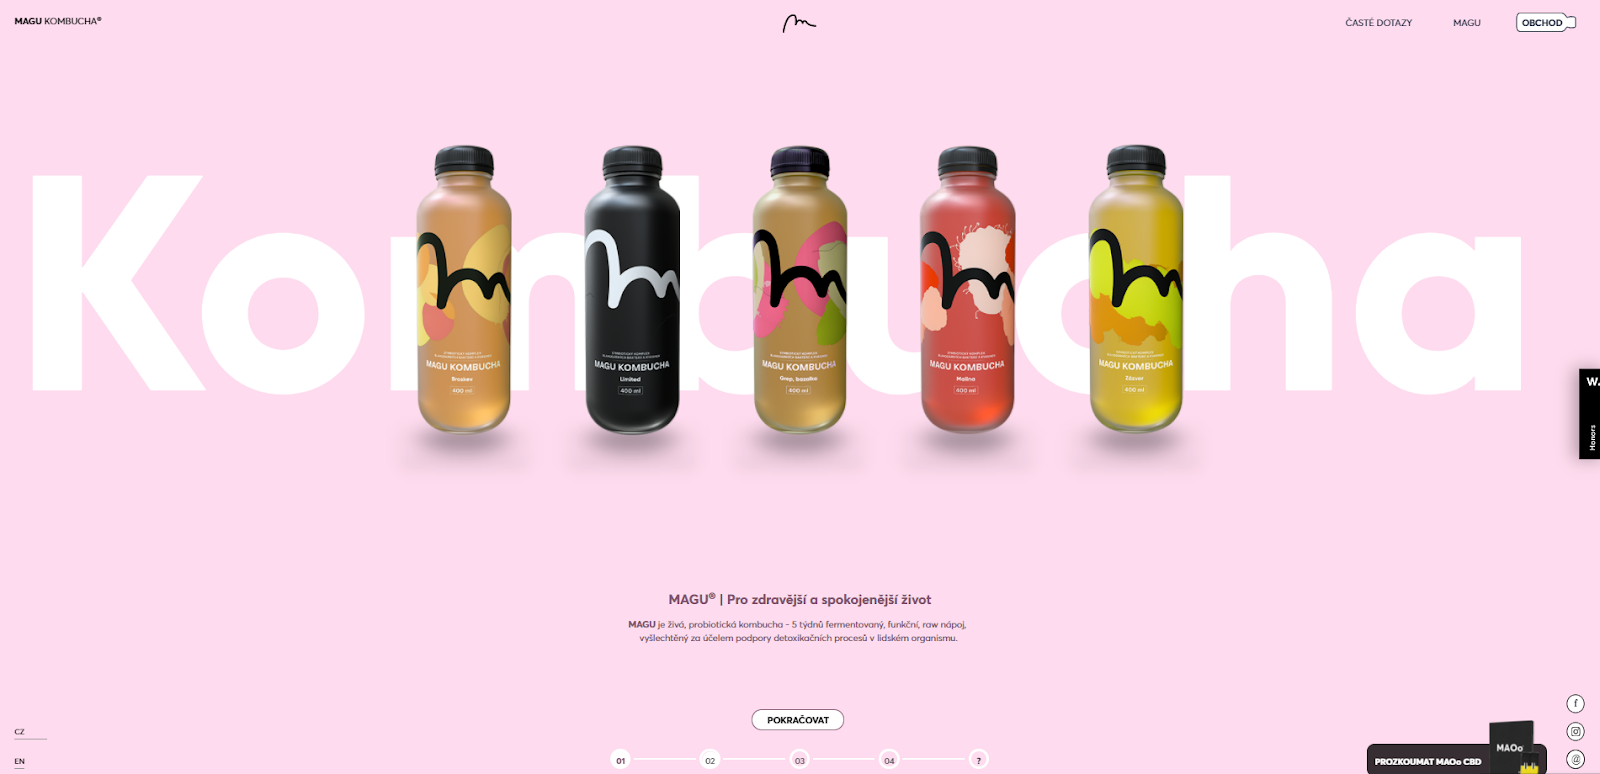 MAGU KOMBUCHA®
ČASTÉ DOTAZY
MAGU
OBCHOD
Kombucha
MAGU KOMBUCHA
Broskev
400 ml
MAGU KOMBUCHA
Limited
400 ml
MAGU KOMBUCHA
Grep, bazalka
400 ml
MAGU KOMBUCHA
Malina
400 ml
MAGU KOMBUCHA
Zázvor
400 ml
W.
Honors
MAGU® | Pro zdravější a spokojenější život
MAGU je živá, probiotická kombucha - 5 týdnů fermentovaný, funkční, raw nápoj,
vyšlechtěný za účelem podpory detoxikačních procesů v lidském organismu.
POKRAČOVAT
CZ
EN
01
02
03
04
?
MAOo
PROZKOUMAT MAOo CBD